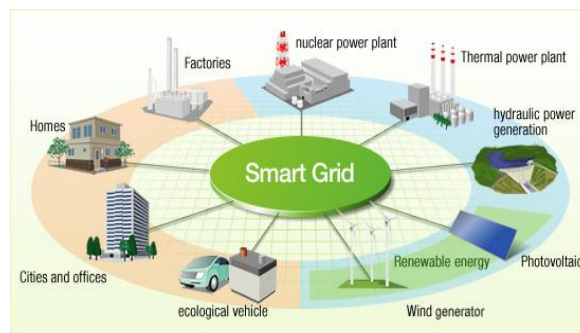 nuclear power plant
Factories
Thermal power plant
Homes
hydraulic power
generation
Smart Grid
Cities and offices
Renewable energy
Photovoltaic
ecological vehicle
Wind generator